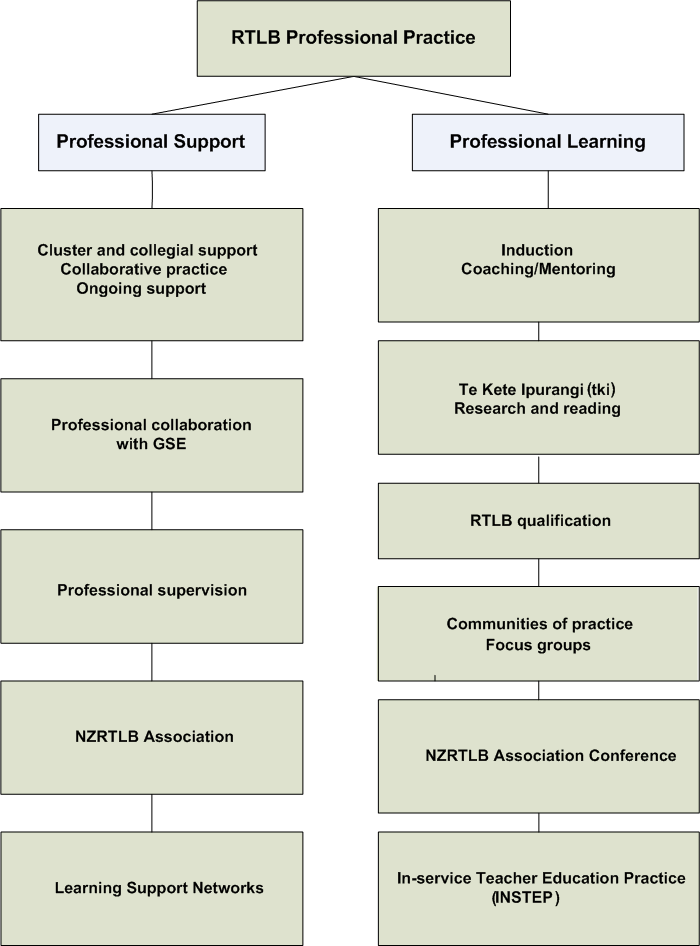 RTLB Professional Practice
Professional Support
Cluster and collegial support
Collaborative practice
Ongoing support
Professional collaboration
with GSE
Professional supervision
NZRTLB Association
Learning Support Networks
Professional Learning
Induction
Coaching/Mentoring
Te Kete Ipurangi (tki)
Research and reading
RTLB qualification
Communities of practice
Focus groups
NZRTLB Association Conference
In-service Teacher Education Practice
(INSTEP)